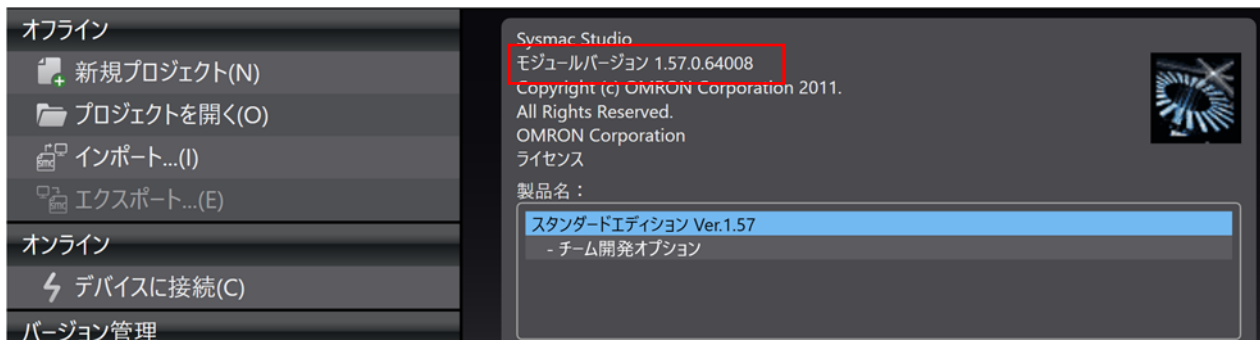 オフライン
新規プロジェクト(N)
プロジェクトを開く(O)
インポート...(I)
エクスポート...(E)
オンライン
デバイスに接続(C)
バージョン管理
Sysmac Studio
モジュールバージョン 1.57.0.64008
Copyright (c) OMRON Corporation 2011.
All Rights Reserved.
OMRON Corporation
ライセンス
製品名：
スタンダードエディション Ver.1.57
- チーム開発オプション